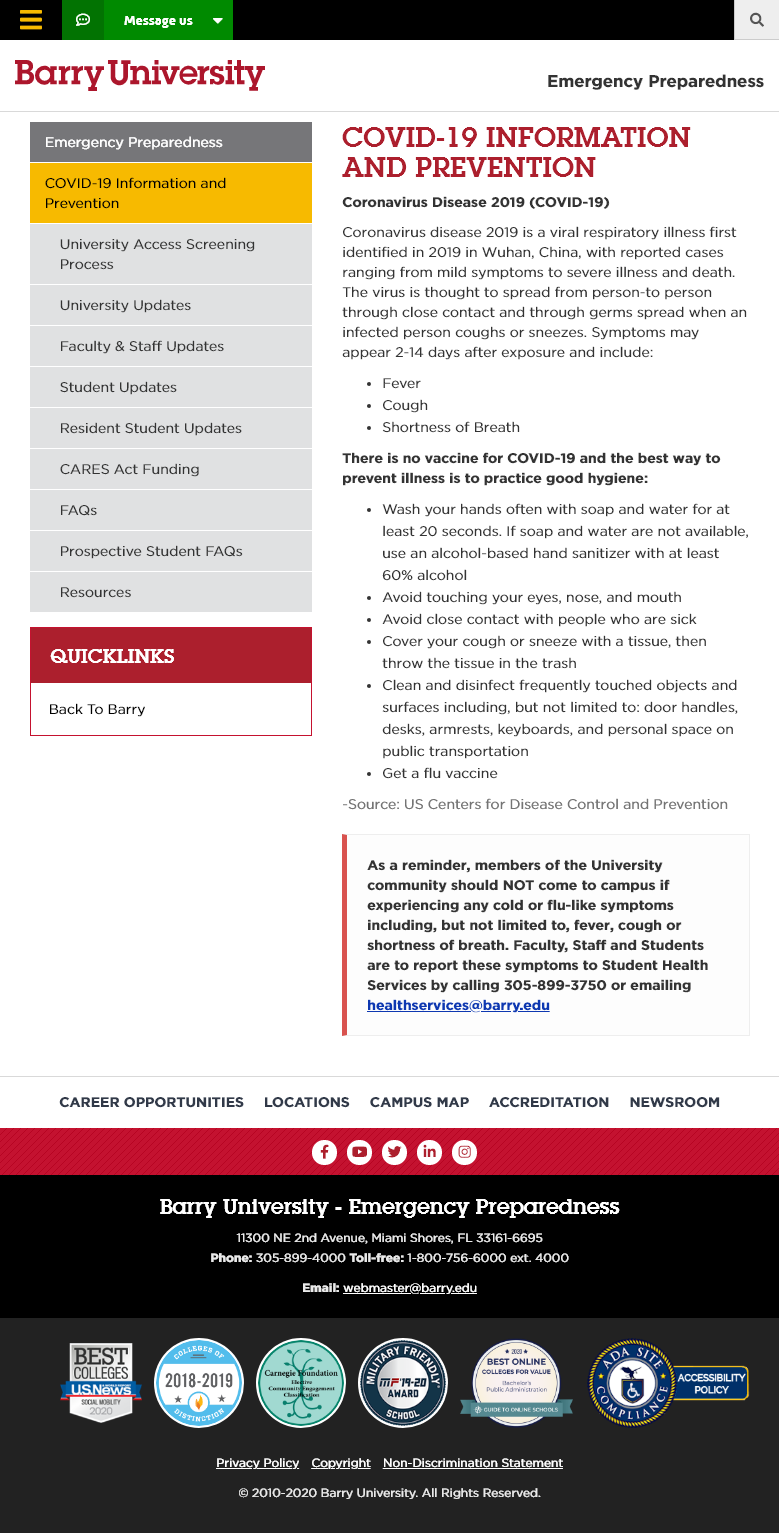 Message us
Barry University
Emergency Preparedness
Emergency Preparedness
COVID-19 Information and
Prevention
University Access Screening
Process
University Updates
Faculty & Staff Updates
Student Updates
Resident Student Updates
CARES Act Funding
FAQs
Prospective Student FAQs
Resources
QUICKLINKS
Back To Barry
COVID-19 INFORMATION
AND PREVENTION
Coronavirus Disease 2019 (COVID-19)
Coronavirus disease 2019 is a viral respiratory illness first
identified in 2019 in Wuhan, China, with reported cases
ranging from mild symptoms to severe illness and death.
The virus is thought to spread from person-to person
through close contact and through germs spread when an
infected person coughs or sneezes. Symptoms may
appear 2-14 days after exposure and include:
• Fever
• Cough
• Shortness of Breath
There is no vaccine for COVID-19 and the best way to
prevent illness is to practice good hygiene:
• Wash your hands often with soap and water for at
least 20 seconds. If soap and water are not available,
use an alcohol-based hand sanitizer with at least
60% alcohol
• Avoid touching your eyes, nose, and mouth
• Avoid close contact with people who are sick
• Cover your cough or sneeze with a tissue, then
throw the tissue in the trash
• Clean and disinfect frequently touched objects and
surfaces including, but not limited to: door handles,
desks, armrests, keyboards, and personal space on
public transportation
• Get a flu vaccine
-Source: US Centers for Disease Control and Prevention
As a reminder, members of the University
community should NOT come to campus if
experiencing any cold or flu-like symptoms
including, but not limited to, fever, cough or
shortness of breath. Faculty, Staff and Students
are to report these symptoms to Student Health
Services by calling 305-899-3750 or emailing
healthservices@barry.edu
CAREER OPPORTUNITIES LOCATIONS CAMPUS MAP ACCREDITATION NEWSROOM
Barry University - Emergency Preparedness
11300 NE 2nd Avenue, Miami Shores, FL 33161-6695
Phone: 305-899-4000 Toll-free: 1-800-756-6000 ext. 4000
Email: webmaster@barry.edu
BEST
COLLEGES
U.S.News
SOCIAL MOBILITY
2020
COLLEGES OF
2018-2019
DISTINCTION
Carnegie Foundation
Elective
Community Engagement
Classification
MILITARY FRIENDLY
MF'19-20
AWARD
SCHOOL
2020
BEST ONLINE
COLLEGES FOR VALUE
Bachelor's
Public Administration
GUIDE TO ONLINE SCHOOLS
ADA SITE
COMPLIANCE
ACCESSIBILITY
POLICY
Privacy Policy Copyright Non-Discrimination Statement
© 2010-2020 Barry University. All Rights Reserved.